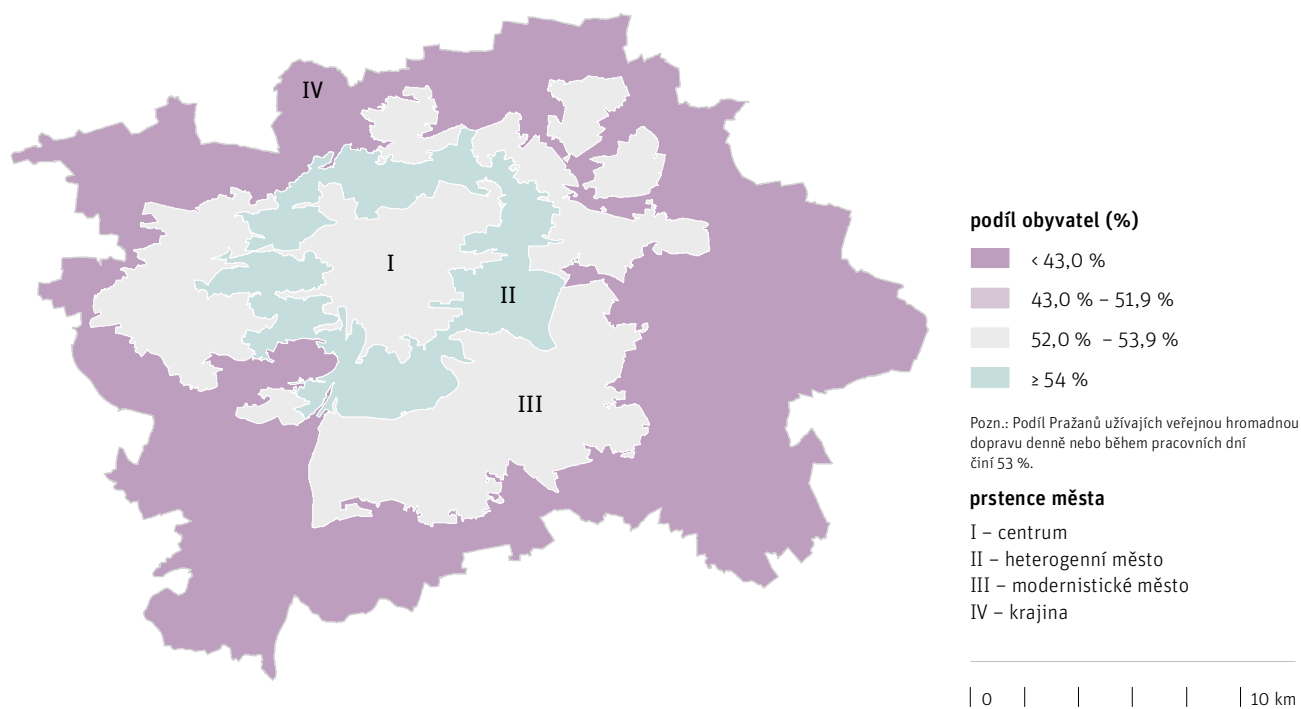 IV
I
II
III
podíl obyvatel (%)
< 43,0 %
43,0 % – 51,9 %
52,0 % – 53,9 %
≥ 54 %
Pozn.: Podíl Pražanů užívajích veřejnou hromadnou
dopravu denně nebo během pracovních dní
činí 53 %.
prstence města
I – centrum
II – heterogenní město
III – modernistické město
IV – krajina
0 10 km